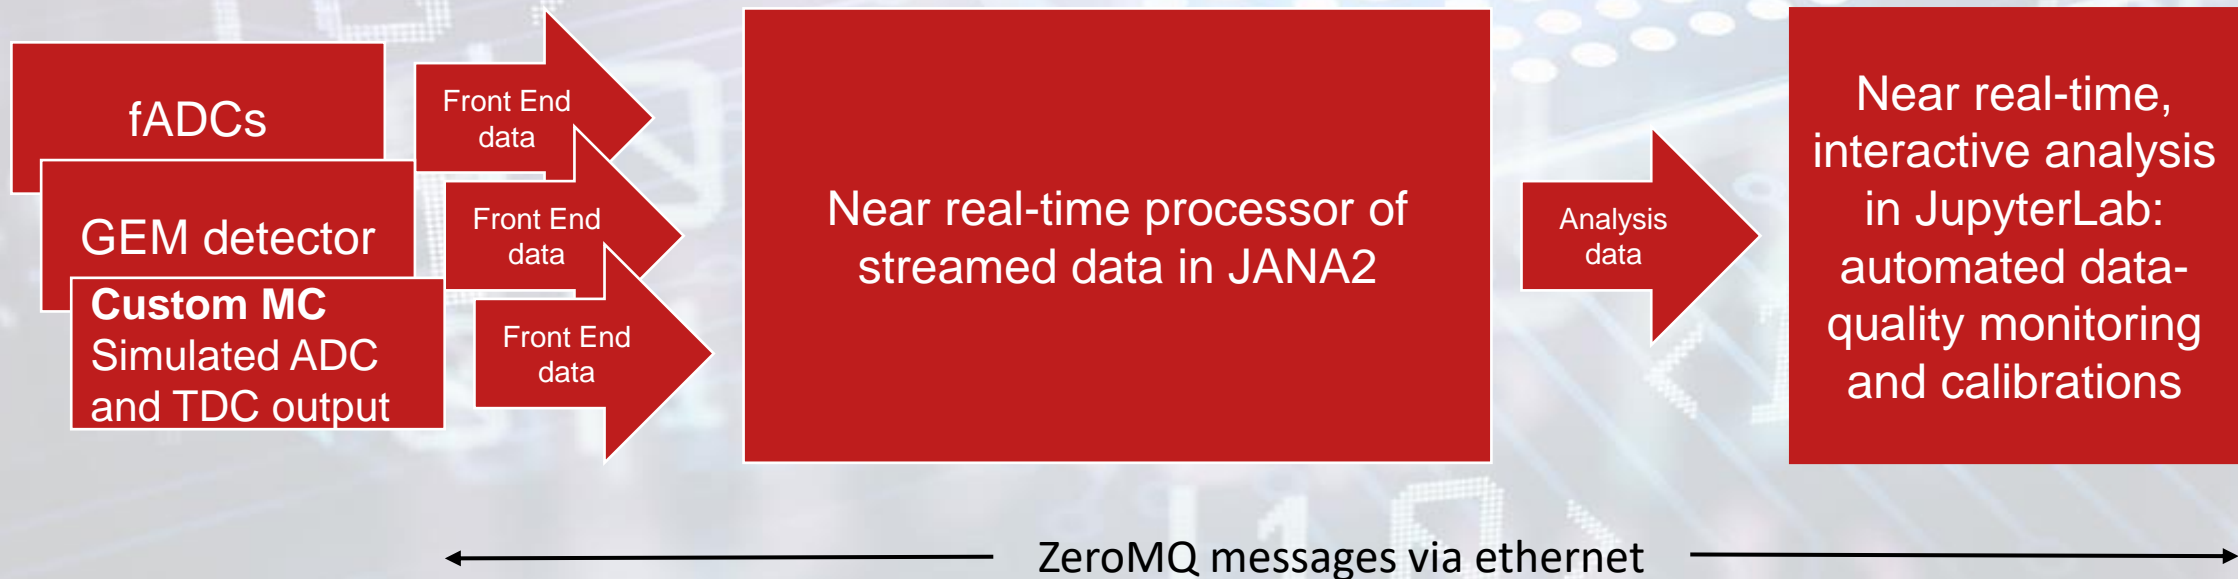 fADCs
GEM detector
Custom MC
Simulated ADC
and TDC output
Front End
data
Front End
data
Front End
data
Near real-time processor of
streamed data in JANA2
Analysis
data
Near real-time,
interactive analysis
in JupyterLab:
automated data-
quality monitoring
and calibrations
ZeroMQ messages via ethernet